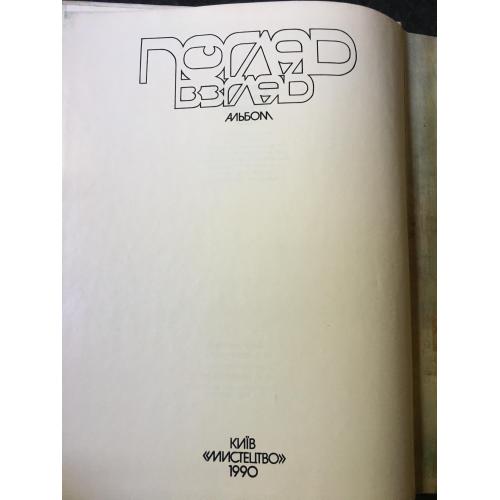 ПОГЛЯД
ВЗГЛЯД
АЛЬБОМ
КИЇВ
«МИСТЕЦТВО»
1990